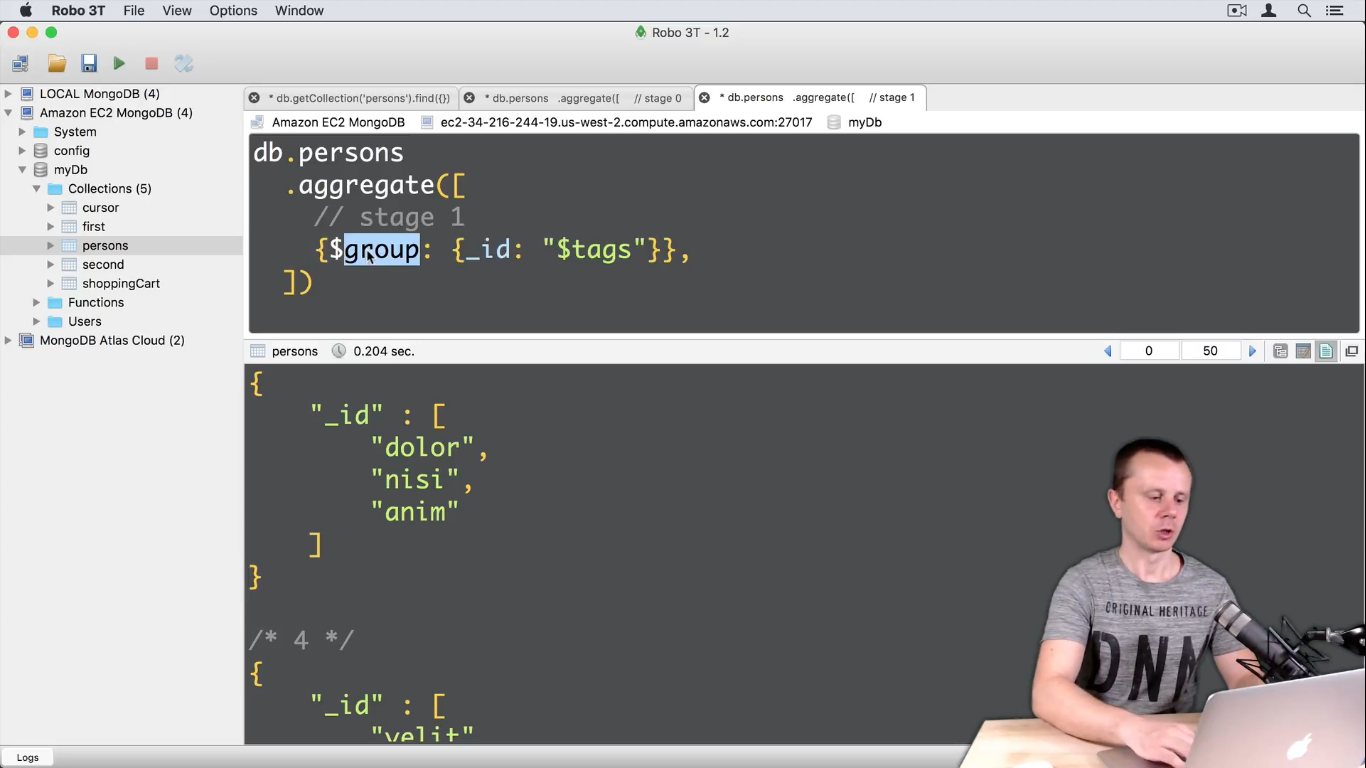 Robo 3T File View Options Window
Robo 3T - 1.2
LOCAL MongoDB (4)
Amazon EC2 MongoDB (4)
System
config
myDb
Collections (5)
cursor
first
persons
second
shoppingCart
Functions
Users
MongoDB Atlas Cloud (2)
* db.getCollection('persons').find({}) * db.persons .aggregate([ // stage 0 * db.persons .aggregate([ // stage 1
Amazon EC2 MongoDB ec2-34-216-244-19.us-west-2.compute.amazonaws.com:27017 myDb
db.persons
.aggregate([
// stage 1
{$group: {_id: "$tags"}},
])
persons 0.204 sec. 0 50
{
"_id" : [
"dolor",
"nisi",
"anim"
]
}
/* 4 */
{
"_id" : [
"velit"
ORIGINAL HERITAGE
Logs